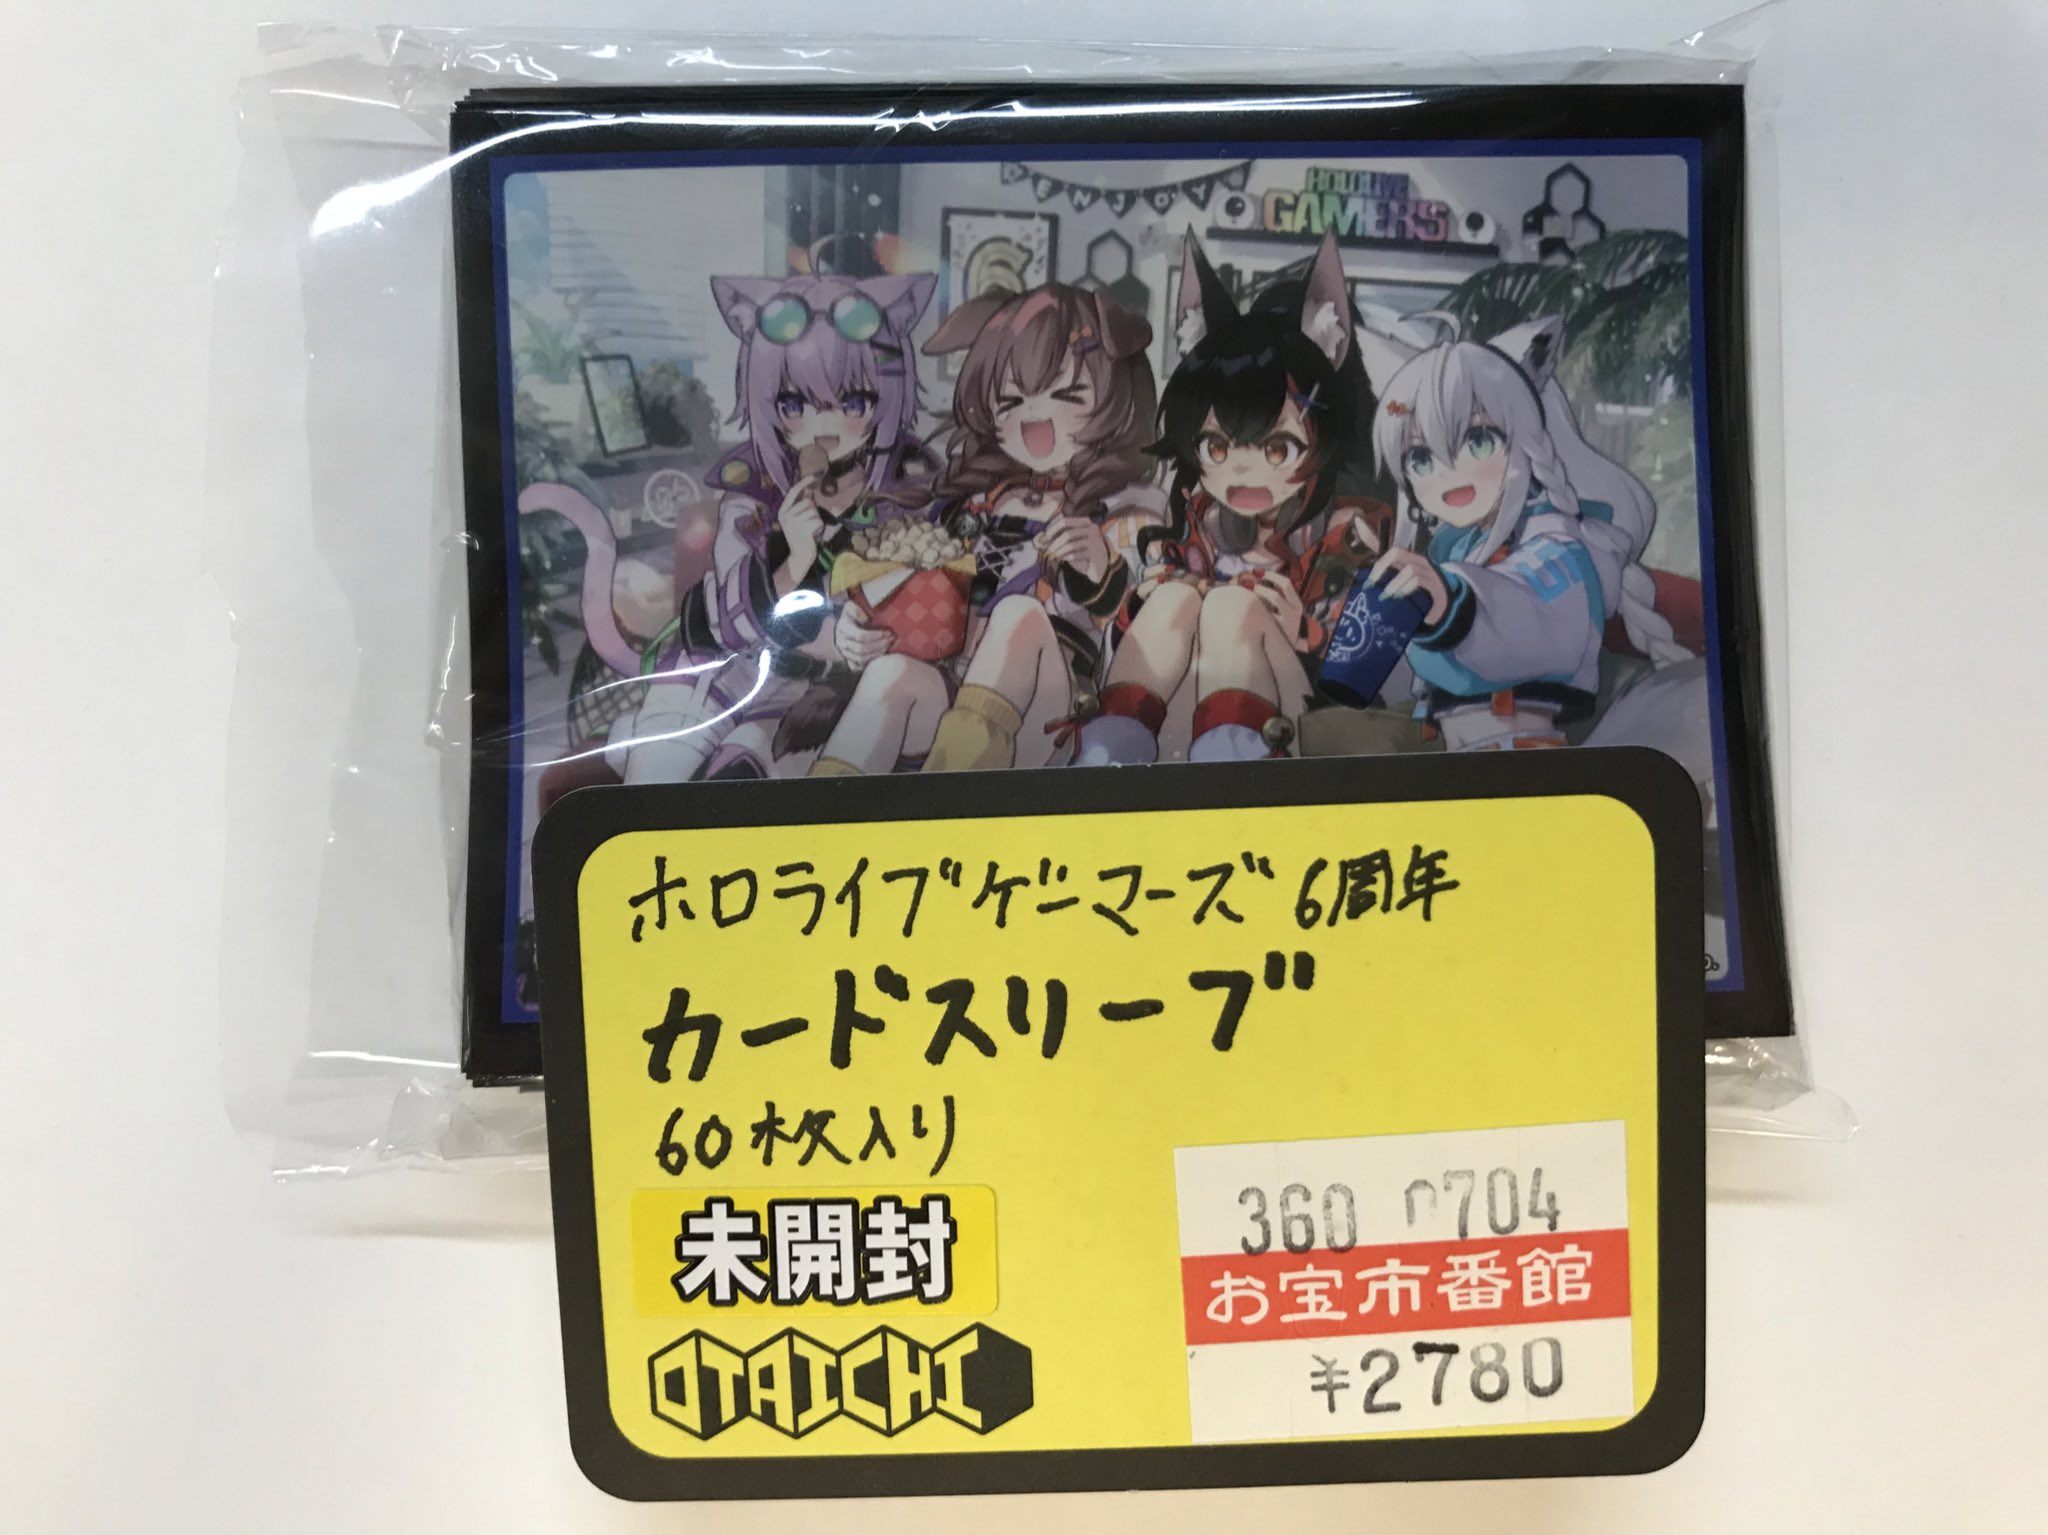 ENJOY
HOLOLIVE
GAMERS
ホロライブゲーマーズ 6周年
カードスリーブ
60枚入り
未開封
OTAICHI
360 704
お宝市番館
¥2780